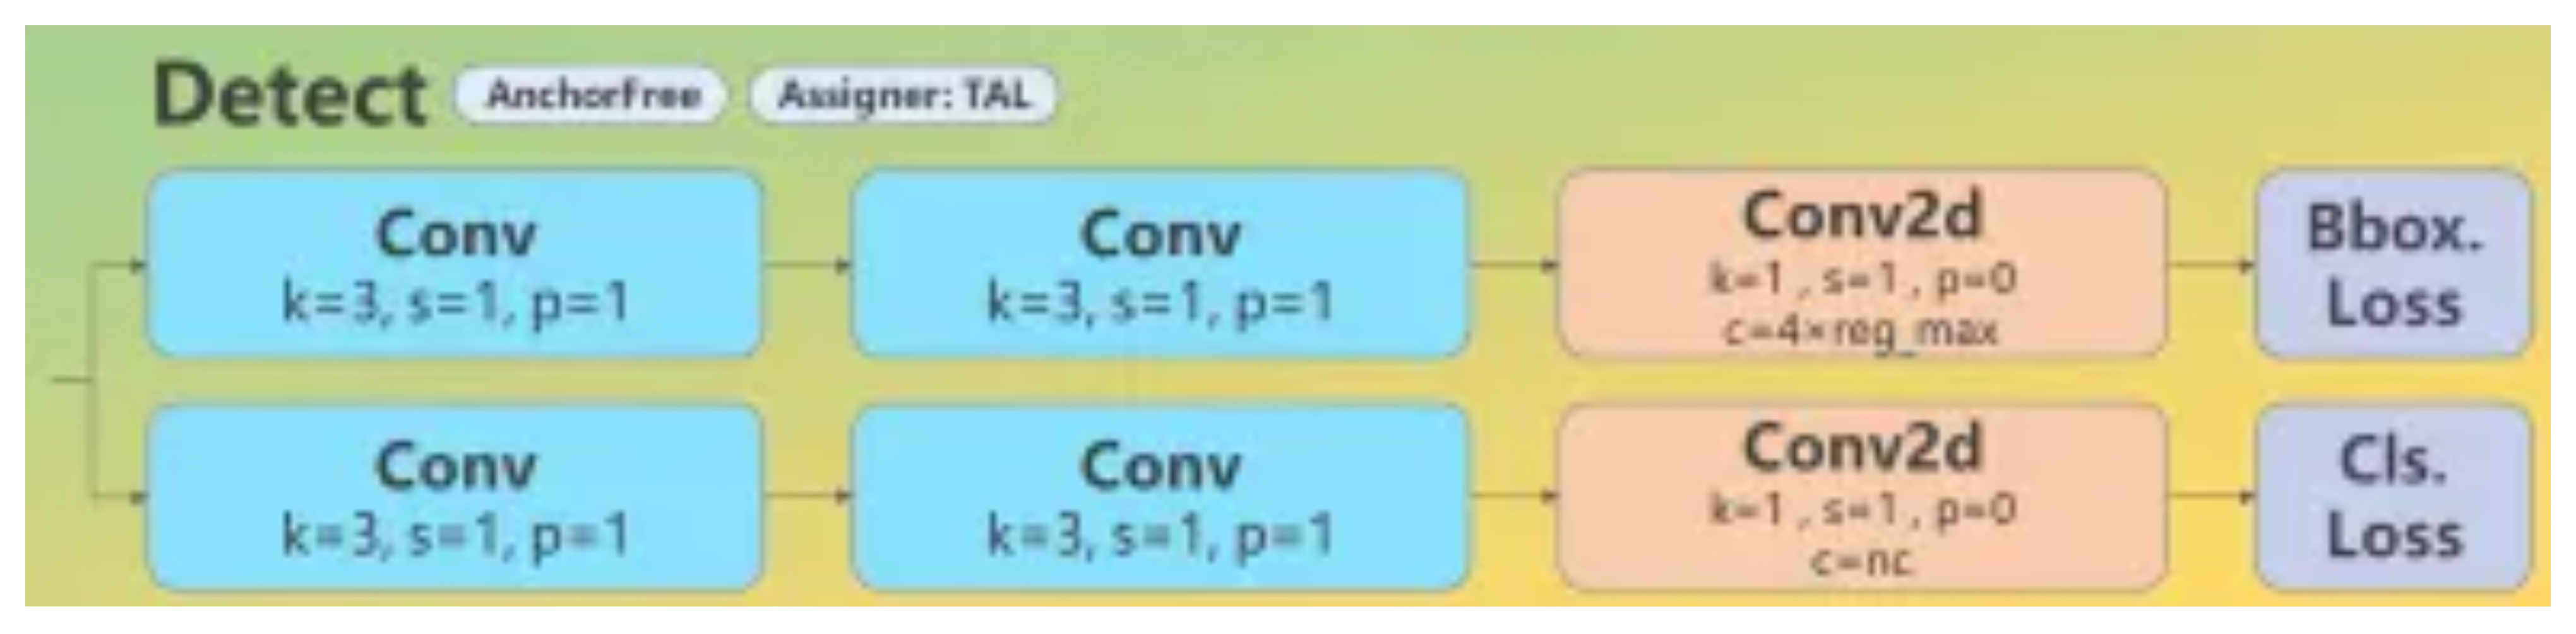 Detect AnchorFree Assigner: TAL
Conv
k=3, s=1, p=1
Conv
k=3, s=1, p=1
Conv2d
k=1, s=1, p=0
c=4×reg_max
Bbox.
Loss
Conv
k=3, s=1, p=1
Conv
k=3, s=1, p=1
Conv2d
k=1, s=1, p=0
c=nc
Cls.
Loss